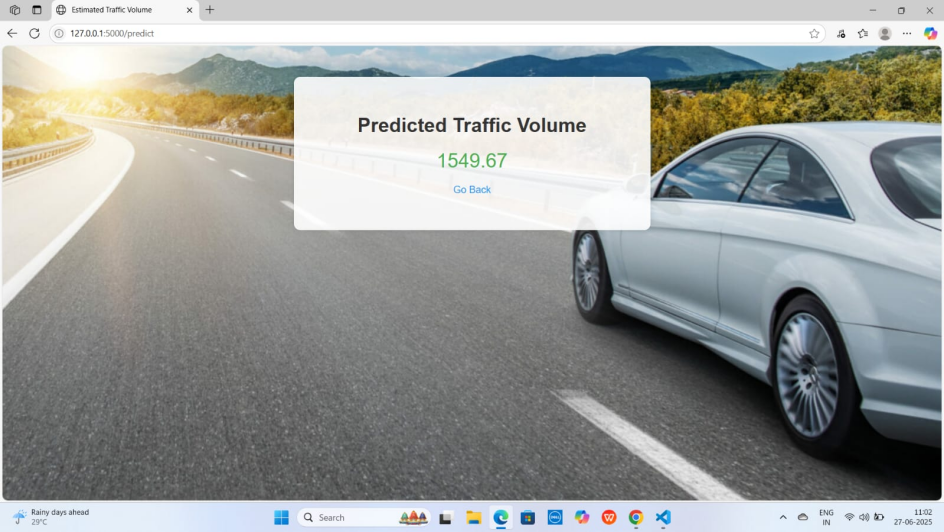 Estimated Traffic Volume
127.0.0.1:5000/predict
Predicted Traffic Volume
1549.67
Go Back
Rainy days ahead
29°C
Search
ENG
IN
11:02
27-06-2025